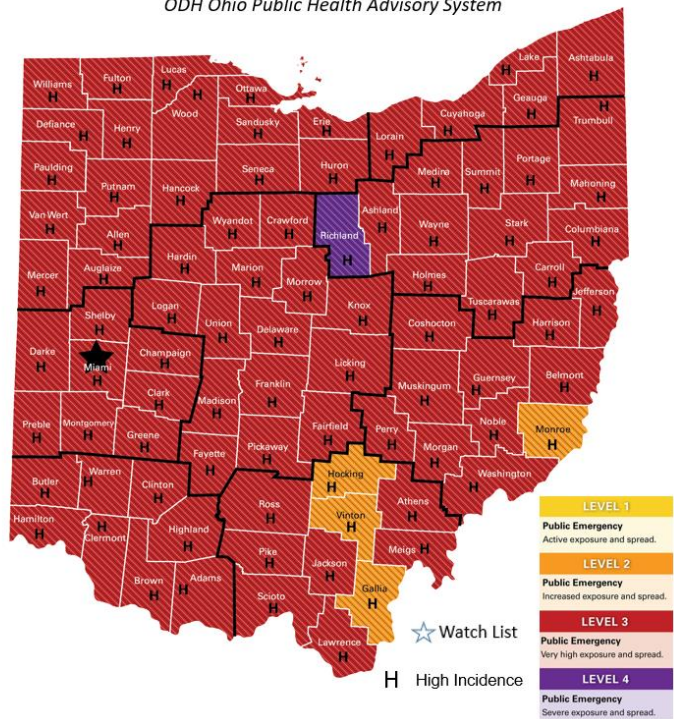 ODH Ohio Public Health Advisory System
Williams H
Fulton H
Lucas H
Ottawa H
Lake H
Ashtabula H
Geauga H
Cuyahoga H
Defiance H
Henry H
Wood H
Sandusky H
Erie H
Lorain H
Trumbull H
Paulding H
Putnam H
Hancock H
Seneca H
Huron H
Medina H
Summit H
Portage H
Mahoning H
Van Wert H
Allen H
Wyandot H
Crawford H
Richland H
Ashland H
Wayne H
Stark H
Columbiana H
Mercer H
Auglaize H
Hardin H
Marion H
Morrow H
Holmes H
Carroll H
Tuscarawas H
Jefferson H
Shelby H
Logan H
Union H
Delaware H
Knox H
Coshocton H
Harrison H
Darke H
Miami H
Champaign H
Licking H
Muskingum H
Guernsey H
Belmont H
Clark H
Madison H
Franklin H
Preble H
Montgomery H
Greene H
Fayette H
Pickaway H
Fairfield H
Perry H
Morgan H
Noble H
Monroe H
Butler H
Warren H
Clinton H
Ross H
Hocking H
Vinton H
Athens H
Washington H
Hamilton H
Clermont H
Highland H
Pike H
Jackson H
Meigs H
Brown H
Adams H
Scioto H
Gallia H
Lawrence H
Watch List
H High Incidence
LEVEL 1
Public Emergency
Active exposure and spread.
LEVEL 2
Public Emergency
Increased exposure and spread.
LEVEL 3
Public Emergency
Very high exposure and spread.
LEVEL 4
Public Emergency
Severe exposure and spread.